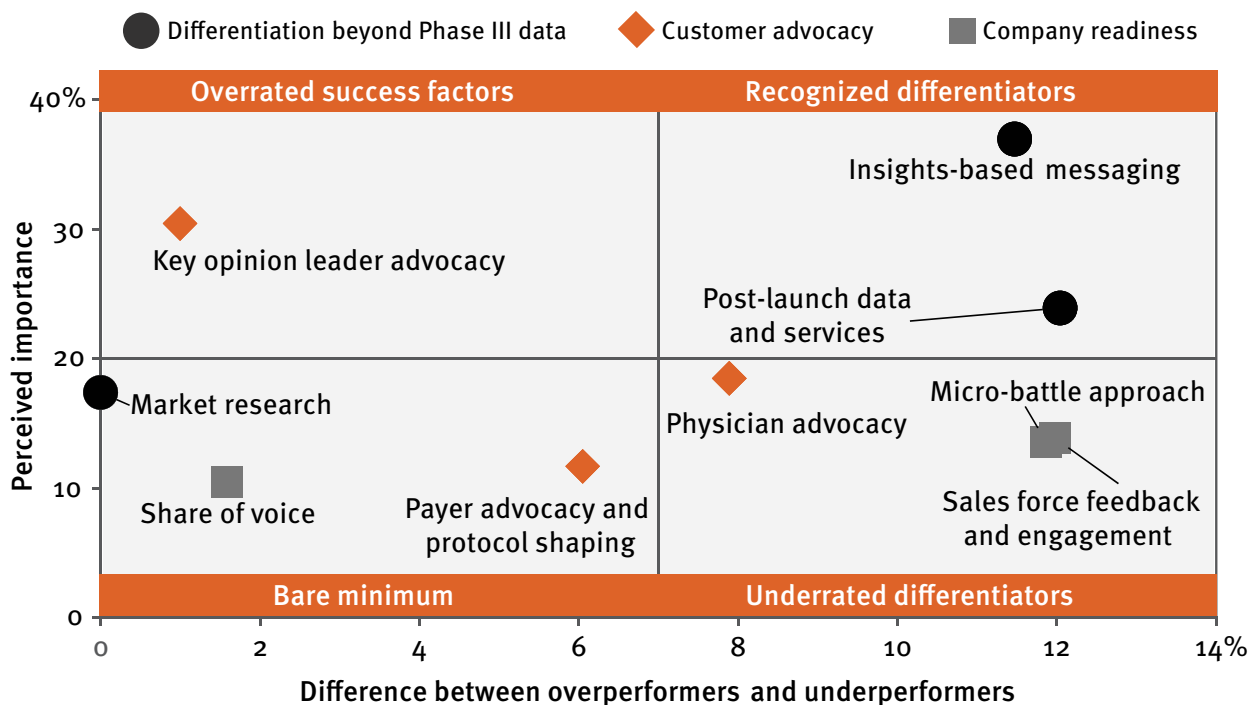 Differentiation beyond Phase III data
Customer advocacy
Company readiness
Overrated success factors
Recognized differentiators
40%
30
20
10
0
Perceived importance
Insights-based messaging
Key opinion leader advocacy
Post-launch data
and services
Market research
Micro-battle approach
Physician advocacy
Share of voice
Payer advocacy and
protocol shaping
Sales force feedback
and engagement
Bare minimum
Underrated differentiators
0
2
4
6
8
10
12
14%
Difference between overperformers and underperformers